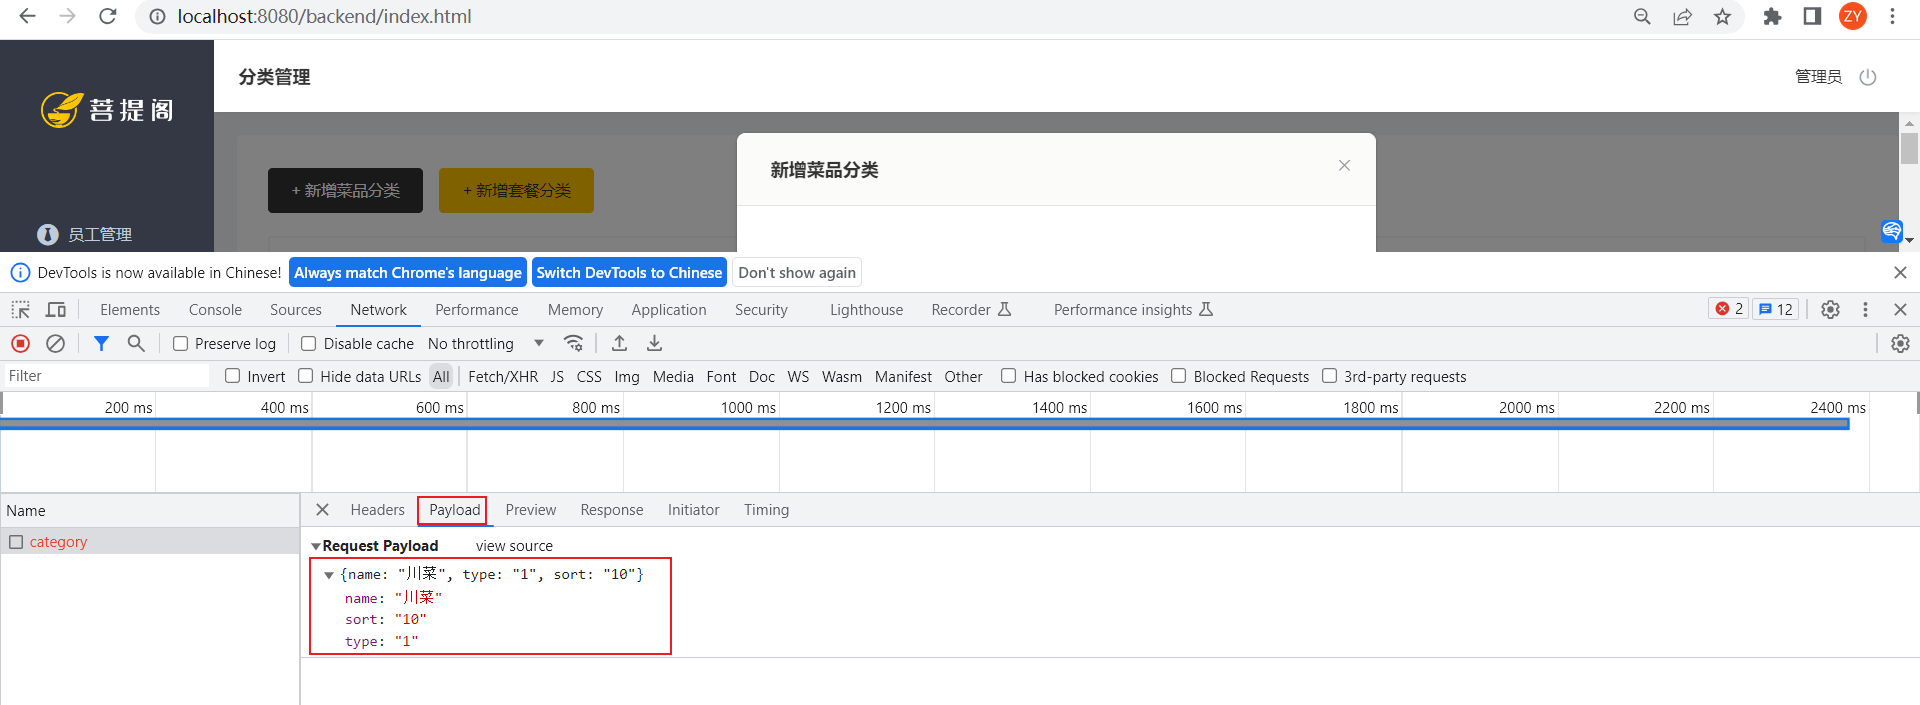 localhost:8080/backend/index.html
ZY
菩提阁
分类管理
管理员
+ 新增菜品分类
+ 新增套餐分类
新增菜品分类
员工管理
DevTools is now available in Chinese!
Always match Chrome's language
Switch DevTools to Chinese
Don't show again
Elements
Console
Sources
Network
Performance
Memory
Application
Security
Lighthouse
Recorder
Performance insights
2
12
Preserve log
Disable cache
No throttling
Filter
Invert
Hide data URLs
All
Fetch/XHR
JS
CSS
Img
Media
Font
Doc
WS
Wasm
Manifest
Other
Has blocked cookies
Blocked Requests
3rd-party requests
200 ms
400 ms
600 ms
800 ms
1000 ms
1200 ms
1400 ms
1600 ms
1800 ms
2000 ms
2200 ms
2400 ms
Name
Headers
Payload
Preview
Response
Initiator
Timing
category
Request Payload
view source
{name: "川菜", type: "1", sort: "10"}
name: "川菜"
sort: "10"
type: "1"